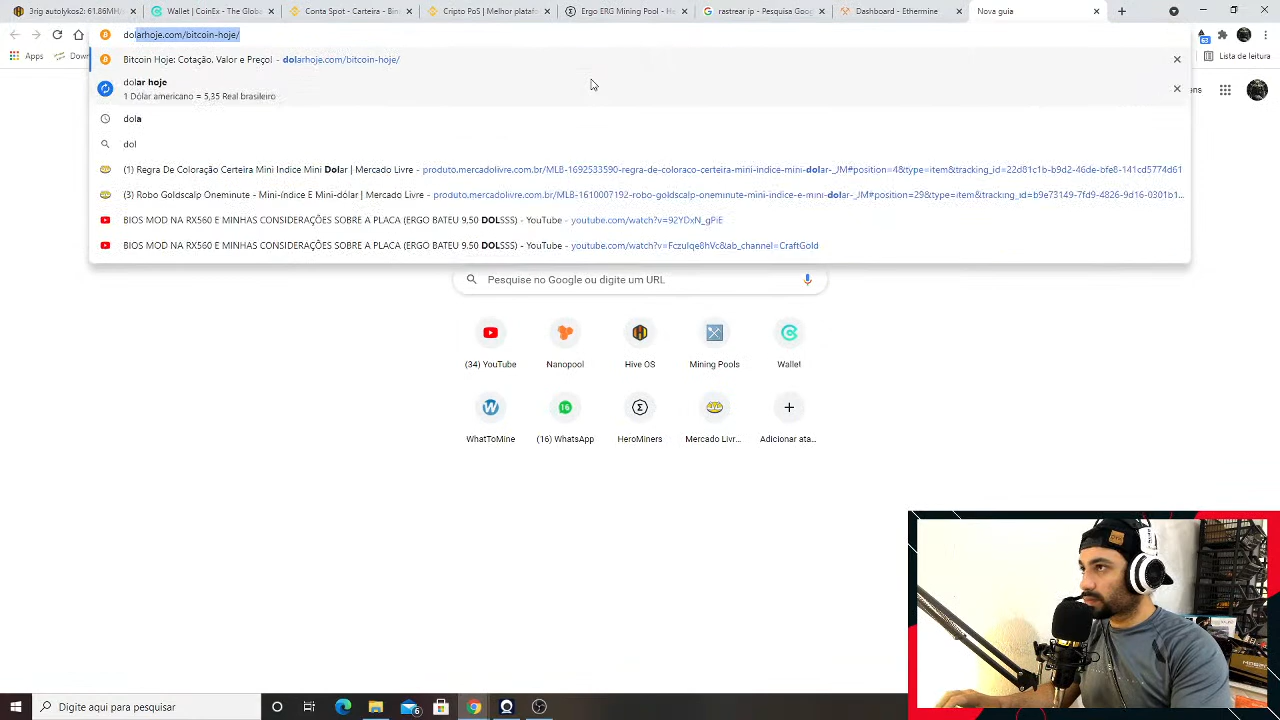 3rig autolykos2: 61.86MH/s
Wallet | CoinEx - The Globa
Conta Spot - Carteira - Bina
Cripto PoS | Melhor plataf
Ergo ERG Mining Pool - He
rastrear ip - Pesquisa Goog
Dashboard - Ethermine
Nova guia
dolarhoje.com/bitcoin-hoje/
63
Apps
Lista de leitura
Bitcoin Hoje: Cotação, Valor e Preço! - dolarhoje.com/bitcoin-hoje/
dolar hoje
1 Dólar americano = 5,35 Real brasileiro
dola
dol
(1) Regra De Coloração Certeira Mini Indice Mini Dolar | Mercado Livre - produto.mercadolivre.com.br/MLB-1692533590-regra-de-coloraco-certeira-mini-indice-mini-dolar-_JM#position=4&type=item&tracking_id=22d81c1b-b9d2-46de-bfe8-141cd5774d61
(3) Robo Goldscalp Oneminute - Mini-índice E Mini-dólar | Mercado Livre - produto.mercadolivre.com.br/MLB-1610007192-robo-goldscalp-oneminute-mini-indice-e-mini-dolar-_JM#position=29&type=item&tracking_id=b9e73149-7fd9-4826-9d16-0301b1...
BIOS MOD NA RX560 E MINHAS CONSIDERAÇÕES SOBRE A PLACA (ERGO BATEU 9,50 DOLSSS) - YouTube - youtube.com/watch?v=92YDxN_gPiE
BIOS MOD NA RX560 E MINHAS CONSIDERAÇÕES SOBRE A PLACA (ERGO BATEU 9,50 DOLSSS) - YouTube - youtube.com/watch?v=Fczulqe8hVc&ab_channel=CraftGold
Pesquise no Google ou digite um URL
(34) YouTube
Nanopool
Hive OS
Mining Pools
Wallet
WhatToMine
(16) WhatsApp
HeroMiners
Mercado Livr...
Adicionar ata...
Digite aqui para pesquisar